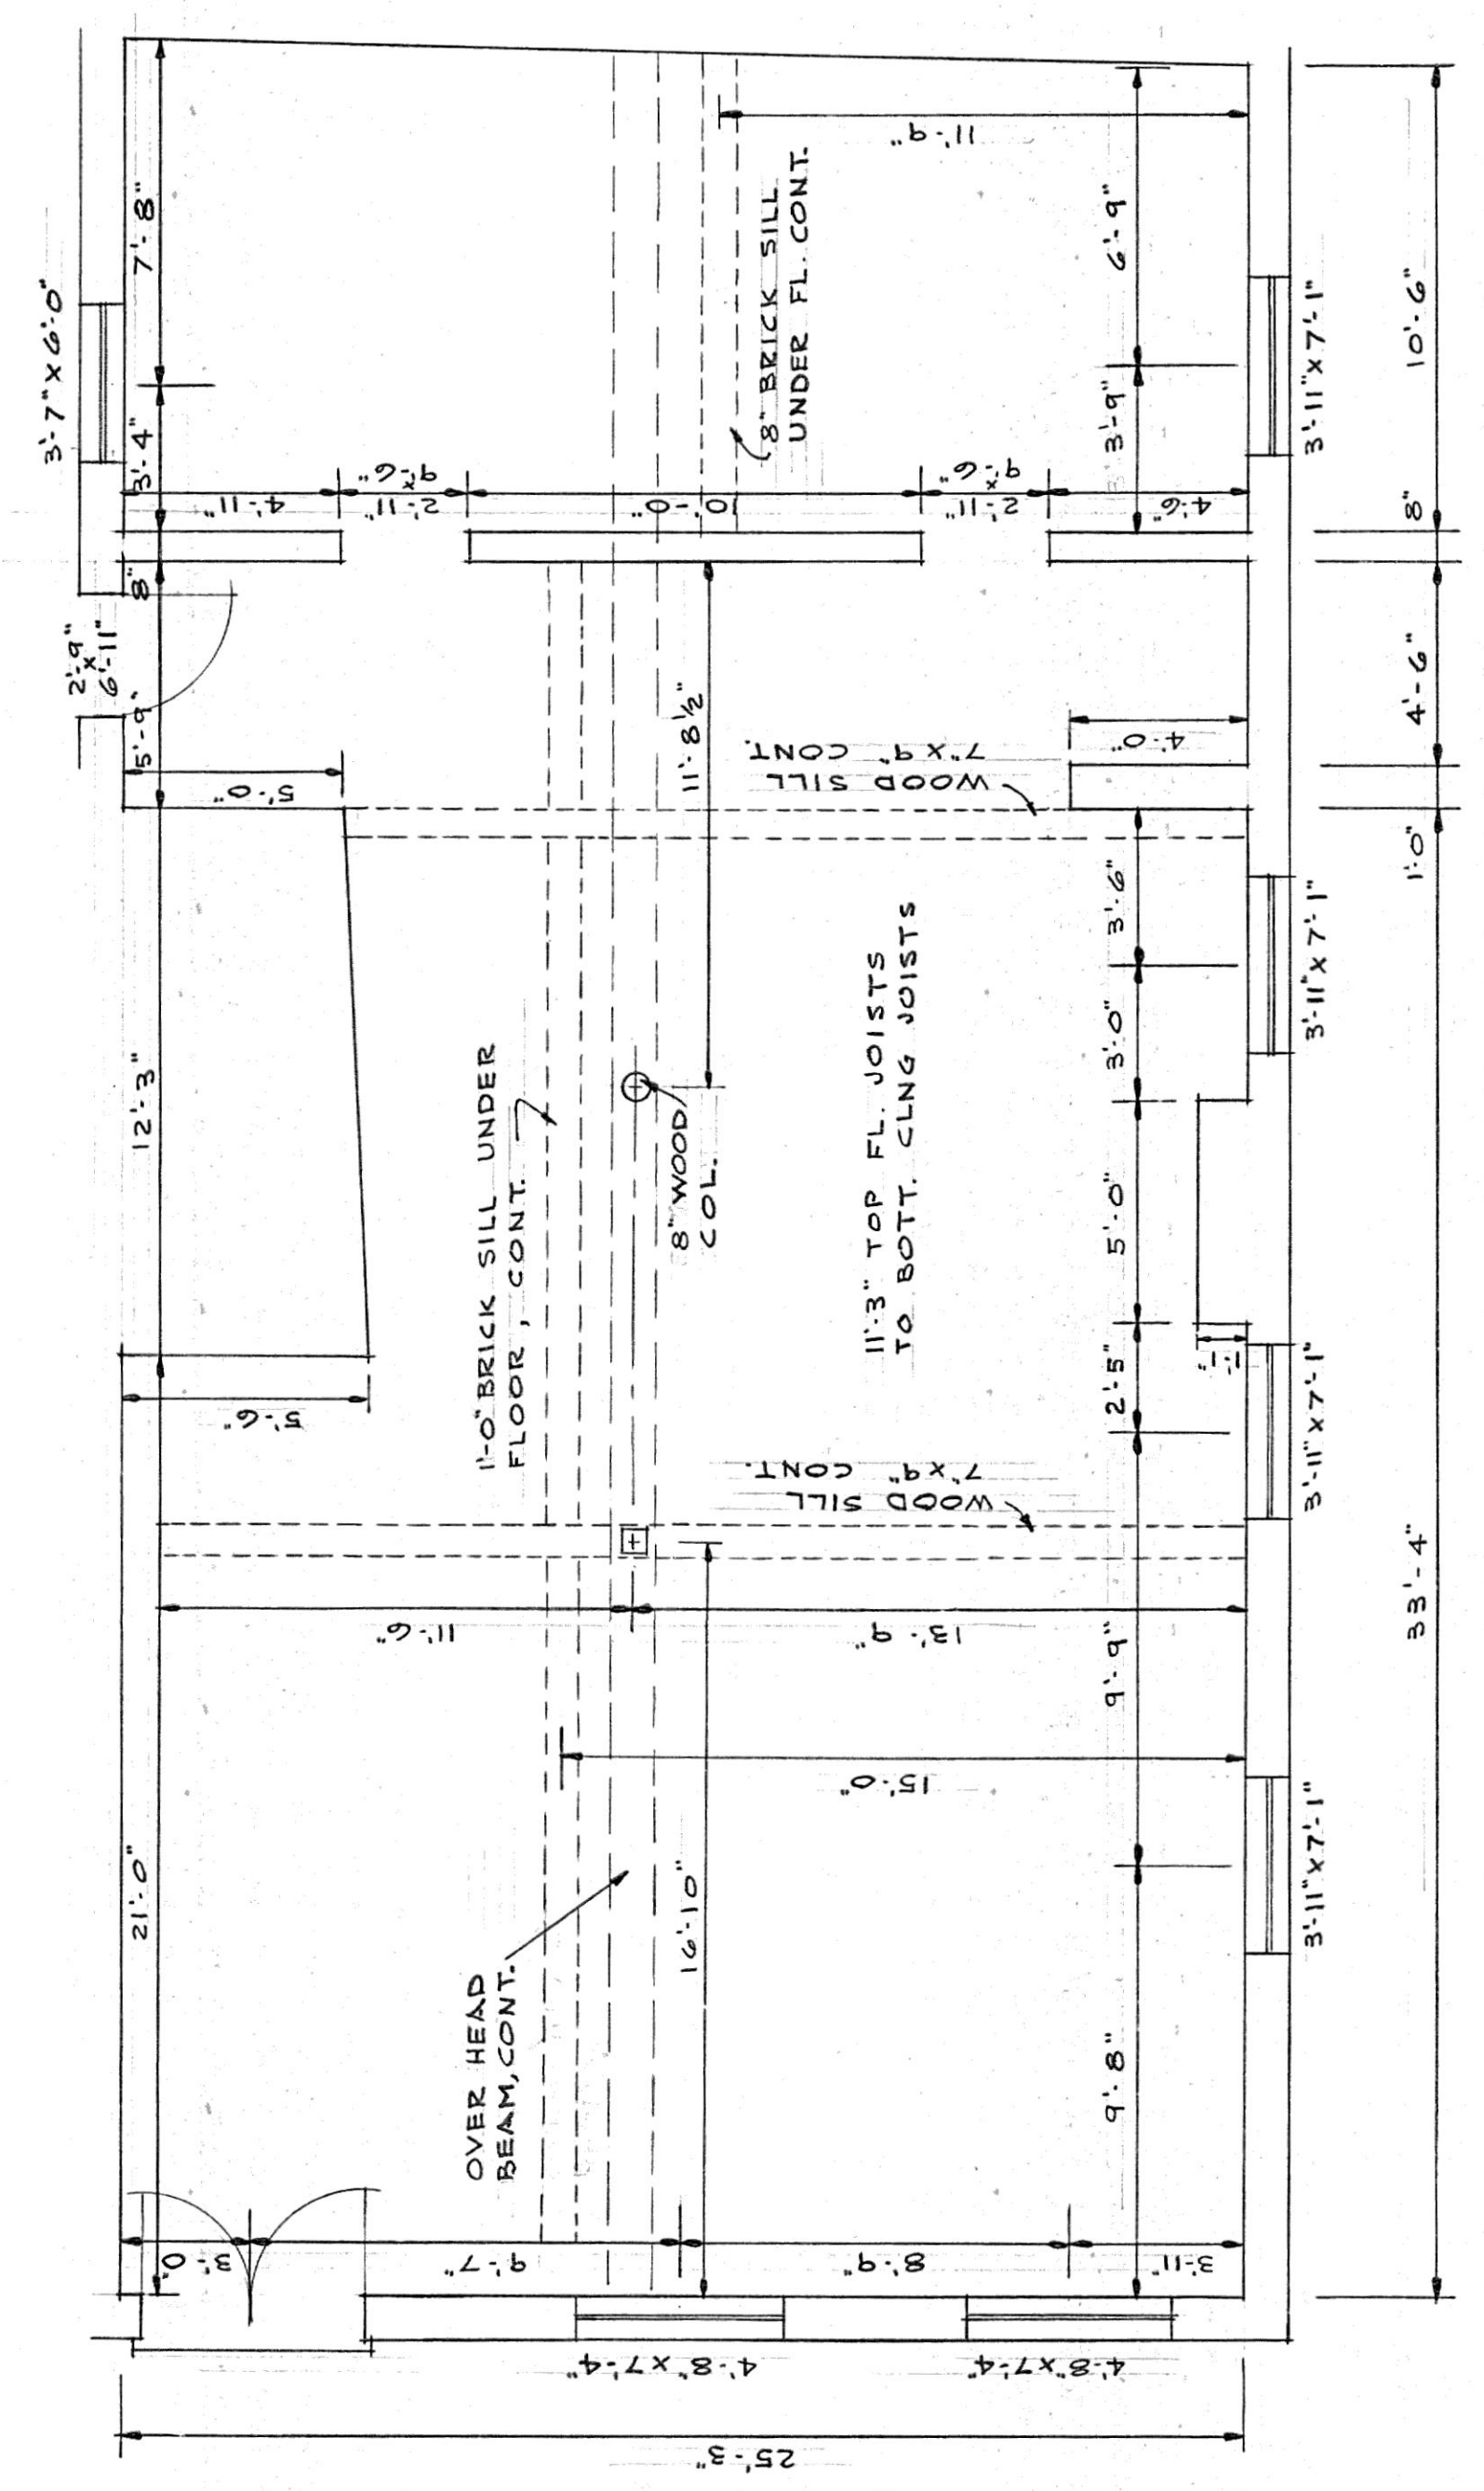 3'-7" X 6'-0"
7'-8"
3'-4"
8"
2'-9"
x
6'-11"
5'-9"
12'-3"
21'-0"
4'-11"
2'-11"
x
9'-6"
10'-0"
2'-11"
x
9'-6"
4'-6"
11'-9"
8" BRICK SILL
UNDER FL. CONT.
6'-9"
3'-9"
3'-11" X 7'-1"
10'-6"
8"
4'-6"
1'-0"
33'-4"
5'-0"
11'-8½"
WOOD SILL
7" X 9" CONT.
4'-0"
3'-6"
3'-0"
5'-0"
2'-5"
1'-1"
3'-11" X 7'-1"
3'-11" X 7'-1"
3'-11" X 7'-1"
1'-0" BRICK SILL UNDER
FLOOR, CONT.
8" WOOD
COL.
11'-3" TOP FL. JOISTS
TO BOTT. CLNG JOISTS
5'-6"
WOOD SILL
7" X 9" CONT.
11'-6"
13'-9"
9'-9"
15'-0"
16'-10"
OVER HEAD
BEAM, CONT.
9'-8"
3'-0"
9'-7"
8'-9"
3'-11"
4'-8" X 7'-4"
4'-8" X 7'-4"
25'-3"